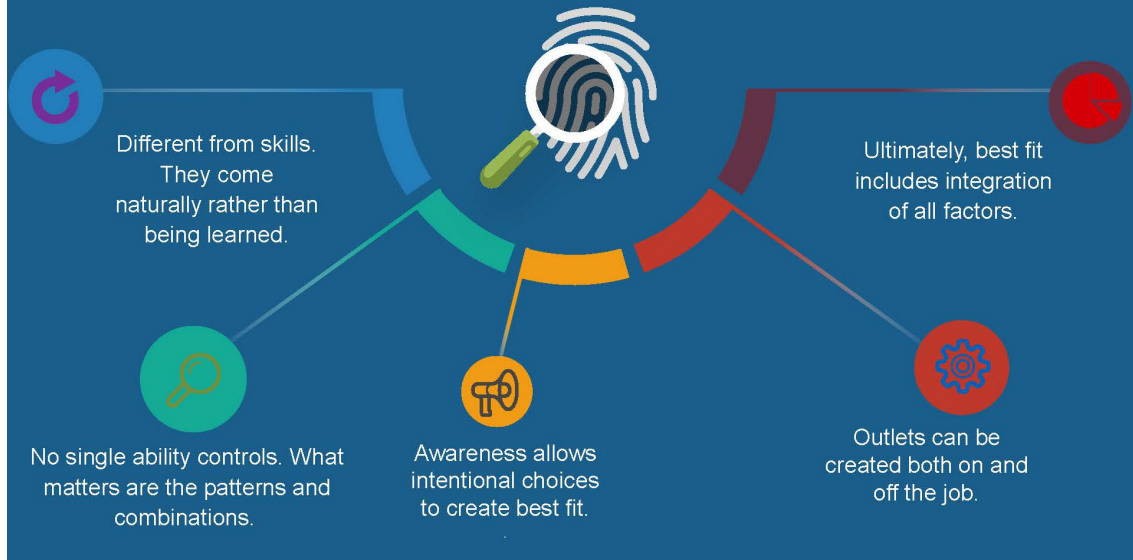 Different from skills.
They come
naturally rather than
being learned.
No single ability controls. What
matters are the patterns and
combinations.
Awareness allows
intentional choices
to create best fit.
.
Outlets can be
created both on and
off the job.
Ultimately, best fit
includes integration
of all factors.